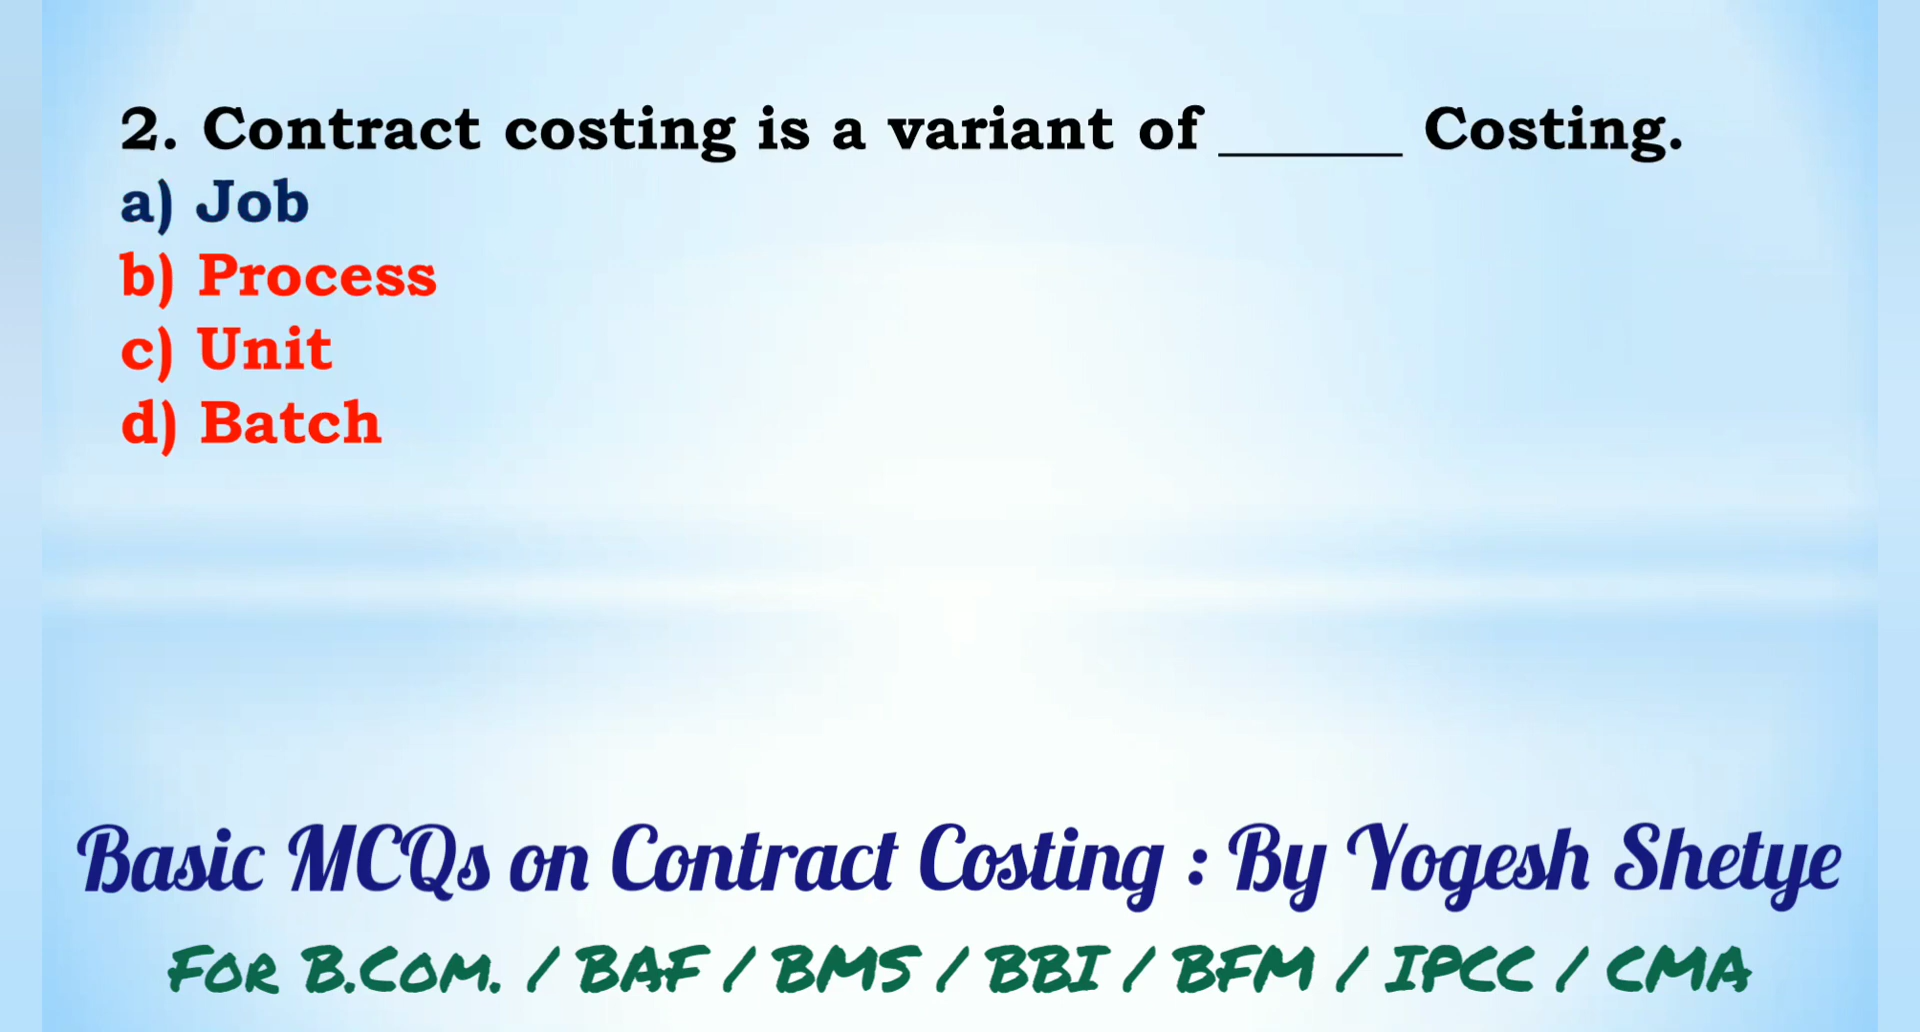 2. Contract costing is a variant of ______ Costing.
a) Job
b) Process
c) Unit
d) Batch
Basic MCQs on Contract Costing : By Yogesh Shetye
FOR B.COM. / BAF / BMS / BBI / BFM / IPCC / CMA